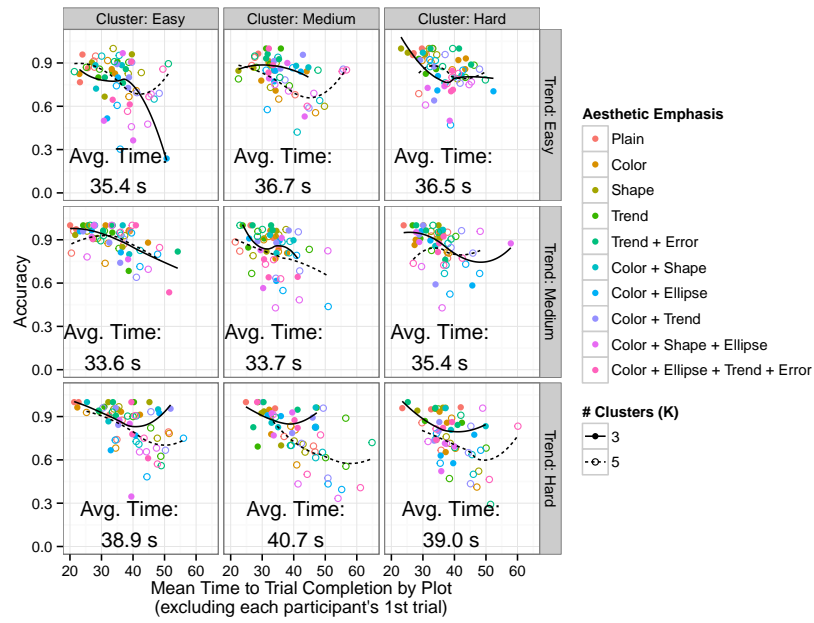 Cluster: Easy
Cluster: Medium
Cluster: Hard
0.9
0.6
0.3
0.0
Avg. Time:
35.4 s
Avg. Time:
36.7 s
Avg. Time:
36.5 s
Trend: Easy
0.9
0.6
0.3
0.0
Avg. Time:
33.6 s
Avg. Time:
33.7 s
Avg. Time:
35.4 s
Trend: Medium
Accuracy
0.9
0.6
0.3
0.0
Avg. Time:
38.9 s
Avg. Time:
40.7 s
Avg. Time:
39.0 s
Trend: Hard
20 30 40 50 60
20 30 40 50 60
20 30 40 50 60
Mean Time to Trial Completion by Plot
(excluding each participant's 1st trial)
Aesthetic Emphasis
Plain
Color
Shape
Trend
Trend + Error
Color + Shape
Color + Ellipse
Color + Trend
Color + Shape + Ellipse
Color + Ellipse + Trend + Error
# Clusters (K)
3
5